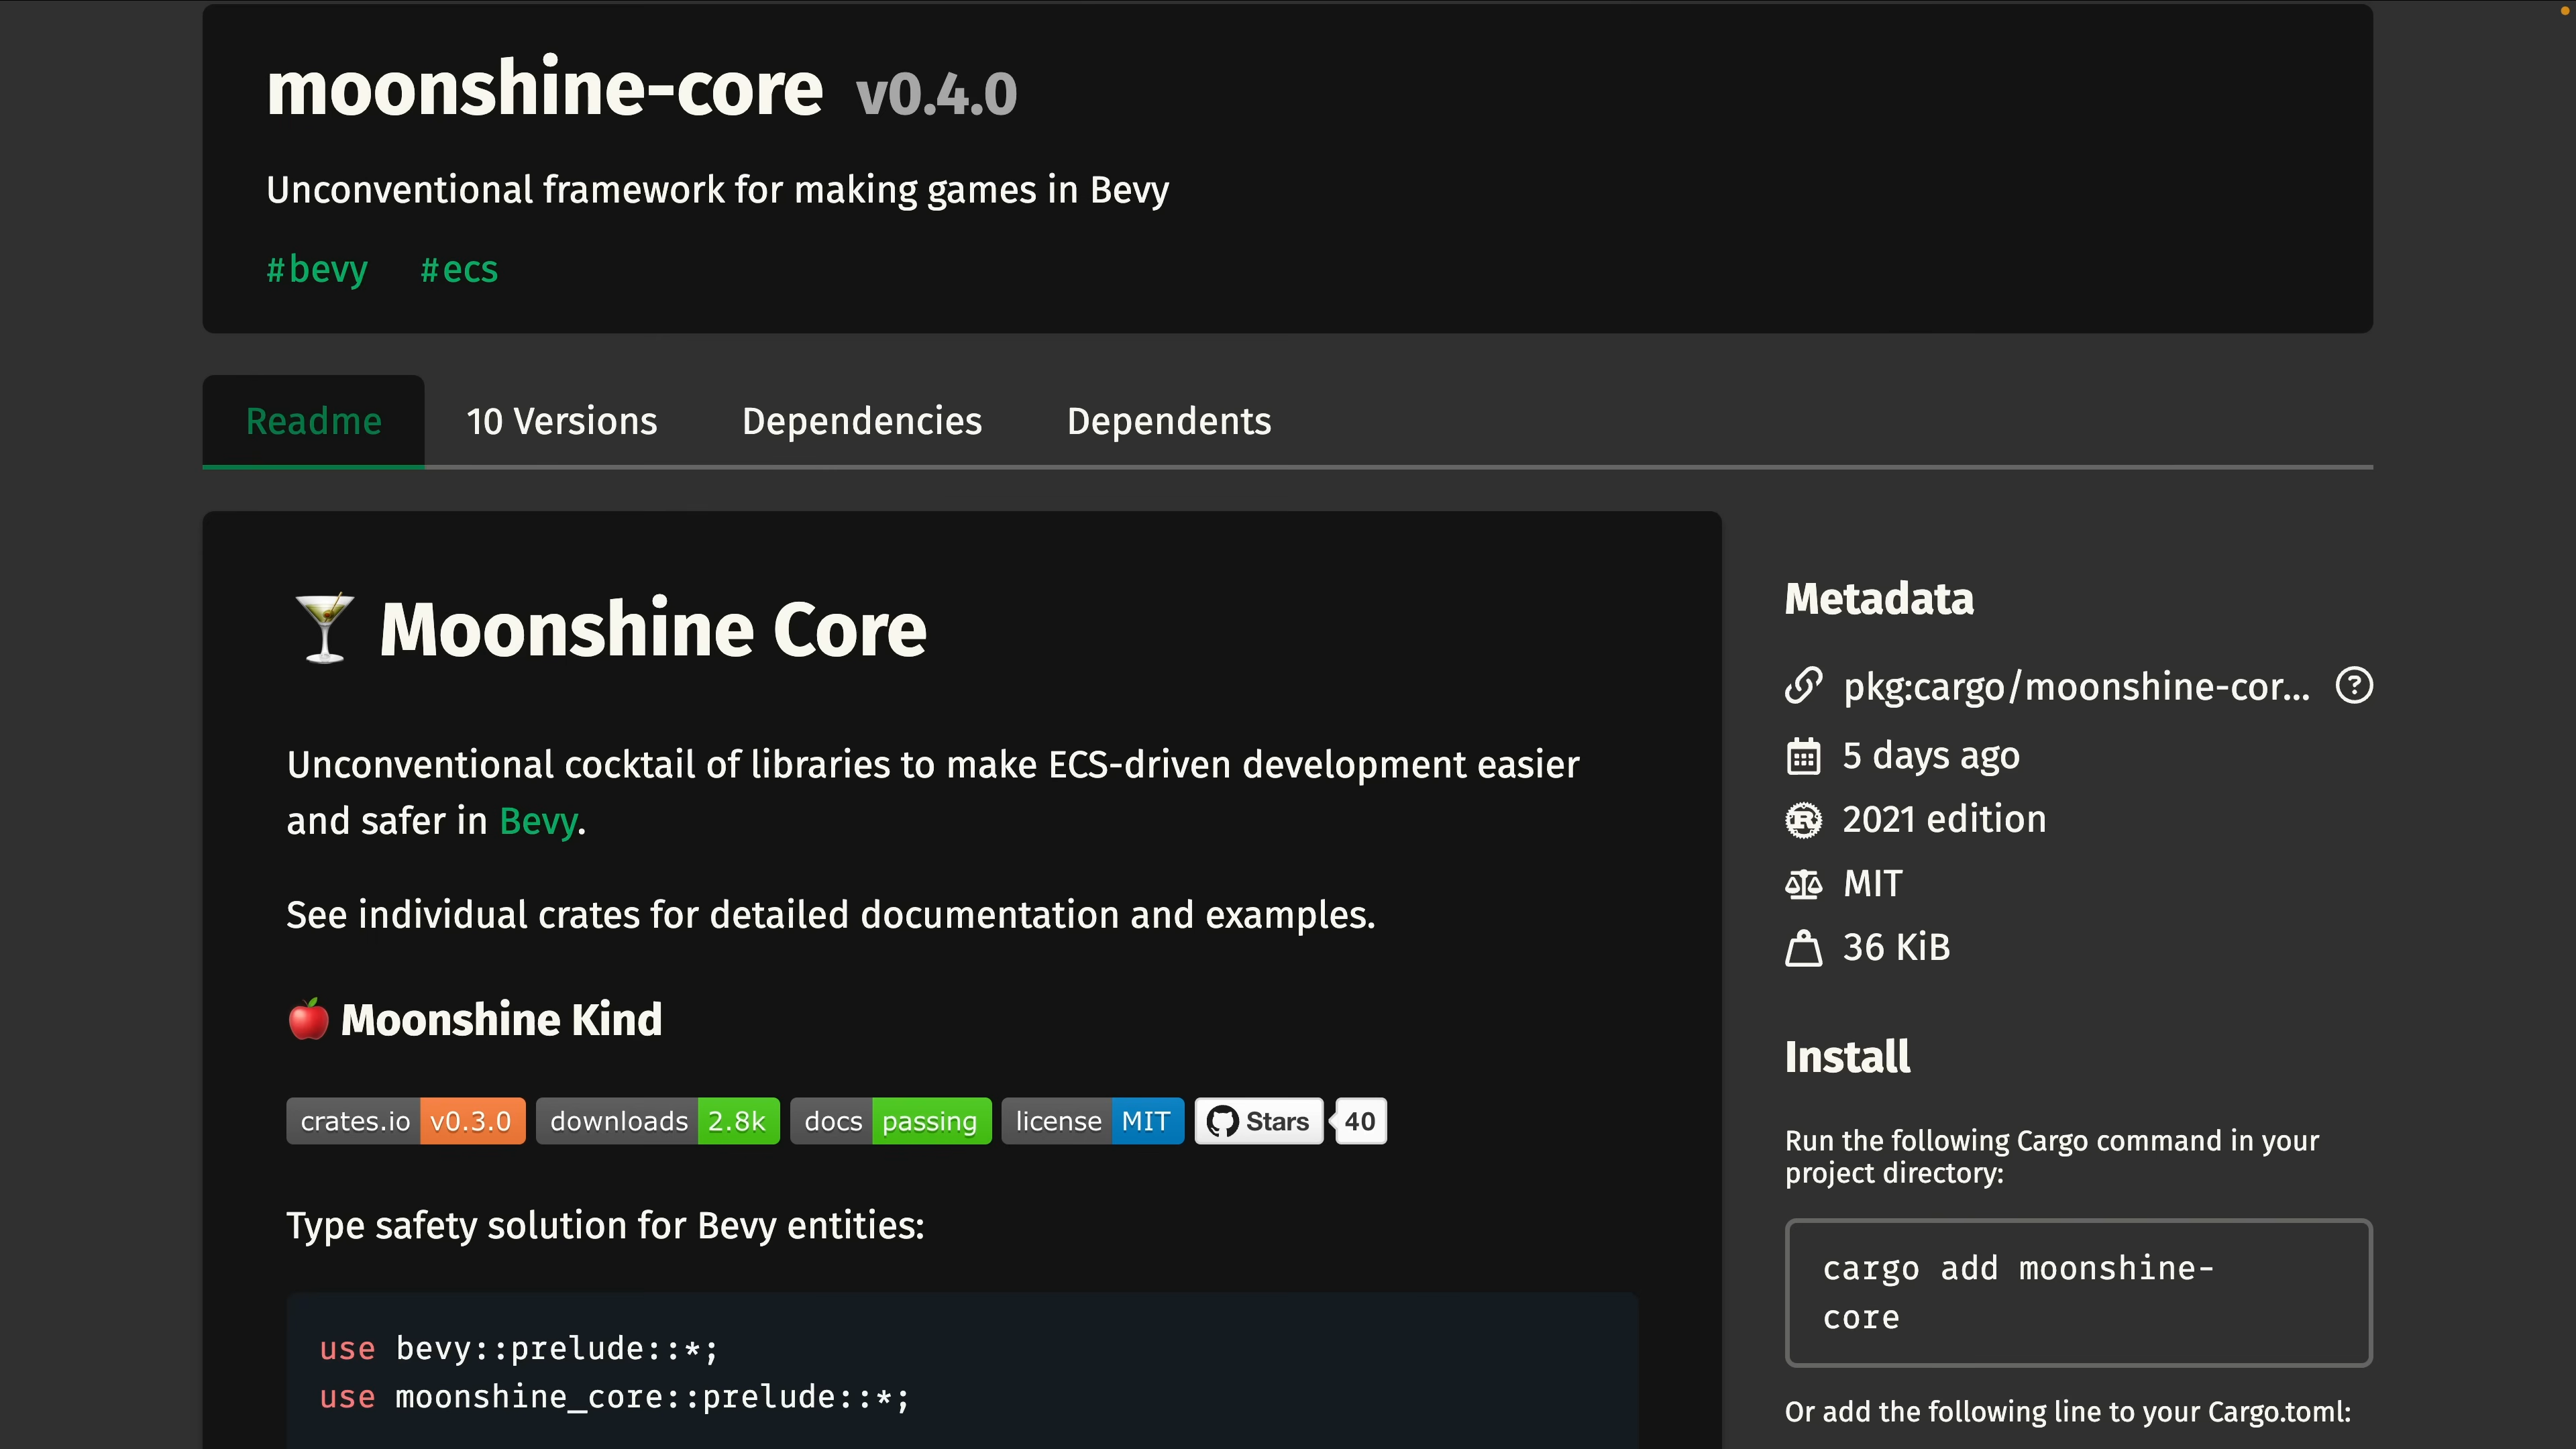 moonshine-core v0.4.0
Unconventional framework for making games in Bevy
#bevy #ecs
Readme 10 Versions Dependencies Dependents
Moonshine Core
Unconventional cocktail of libraries to make ECS-driven development easier
and safer in Bevy.
See individual crates for detailed documentation and examples.
Moonshine Kind
crates.io v0.3.0 downloads 2.8k docs passing license MIT Stars 40
Type safety solution for Bevy entities:
use bevy::prelude::*;
use moonshine_core::prelude::*;
Metadata
pkg:cargo/moonshine-cor...
5 days ago
2021 edition
MIT
36 KiB
Install
Run the following Cargo command in your
project directory:
cargo add moonshine-
core
Or add the following line to your Cargo.toml: